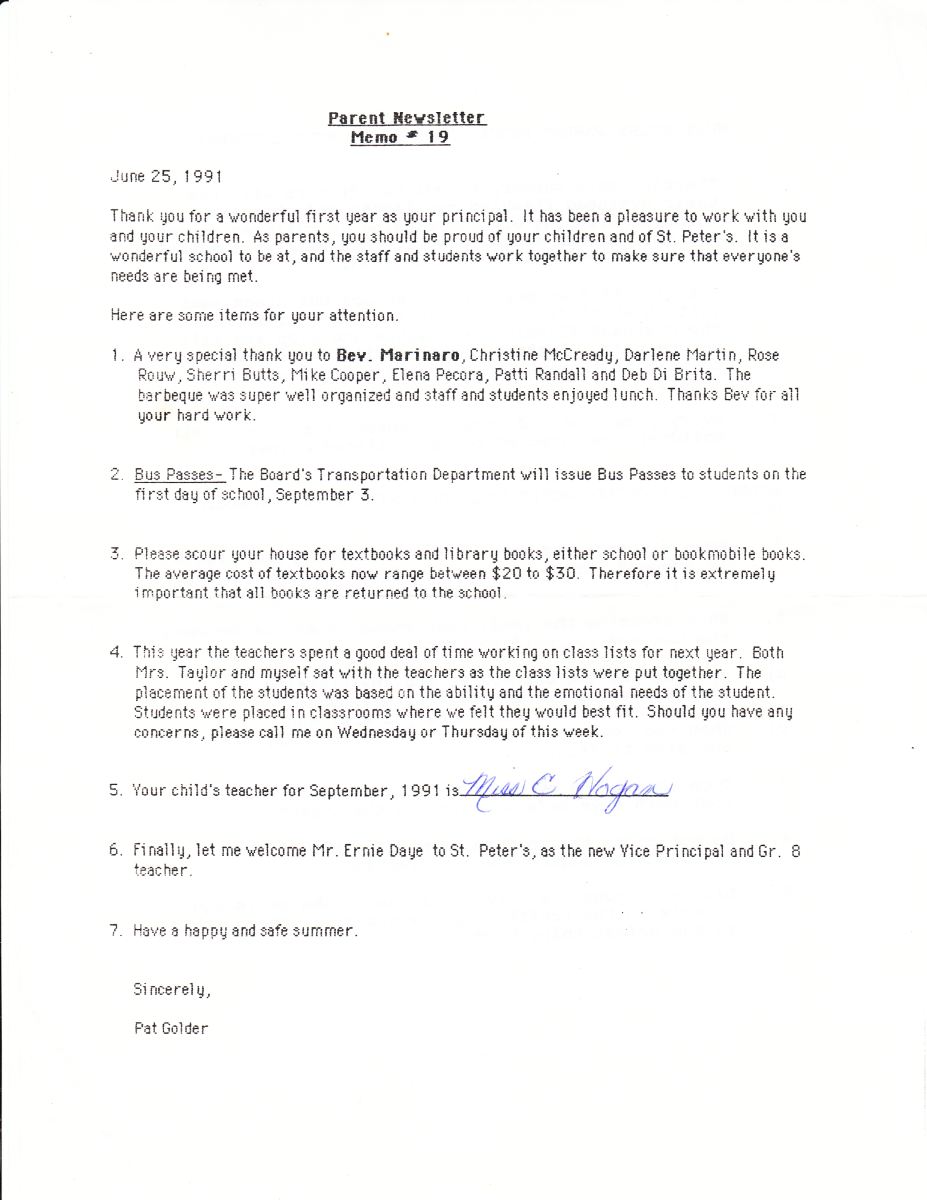 Parent Newsletter
Memo # 19
June 25, 1991
Thank you for a wonderful first year as your principal. It has been a pleasure to work with you
and your children. As parents, you should be proud of your children and of St. Peter's. It is a
wonderful school to be at, and the staff and students work together to make sure that everyone's
needs are being met.
Here are some items for your attention.
1. A very special thank you to Bev. Marinaro, Christine McCready, Darlene Martin, Rose
Rouw, Sherri Butts, Mike Cooper, Elena Pecora, Patti Randall and Deb Di Brita. The
barbeque was super well organized and staff and students enjoyed lunch. Thanks Bev for all
your hard work.
2. Bus Passes- The Board's Transportation Department will issue Bus Passes to students on the
first day of school, September 3.
3. Please scour your house for textbooks and library books, either school or bookmobile books.
The average cost of textbooks now range between $20 to $30. Therefore it is extremely
important that all books are returned to the school.
4. This year the teachers spent a good deal of time working on class lists for next year. Both
Mrs. Taylor and myself sat with the teachers as the class lists were put together. The
placement of the students was based on the ability and the emotional needs of the student.
Students were placed in classrooms where we felt they would best fit. Should you have any
concerns, please call me on Wednesday or Thursday of this week.
5. Your child's teacher for September, 1991 is Miss C. Hogan
6. Finally, let me welcome Mr. Ernie Daye to St. Peter's, as the new Vice Principal and Gr. 8
teacher.
7. Have a happy and safe summer.
Sincerely,
Pat Golder